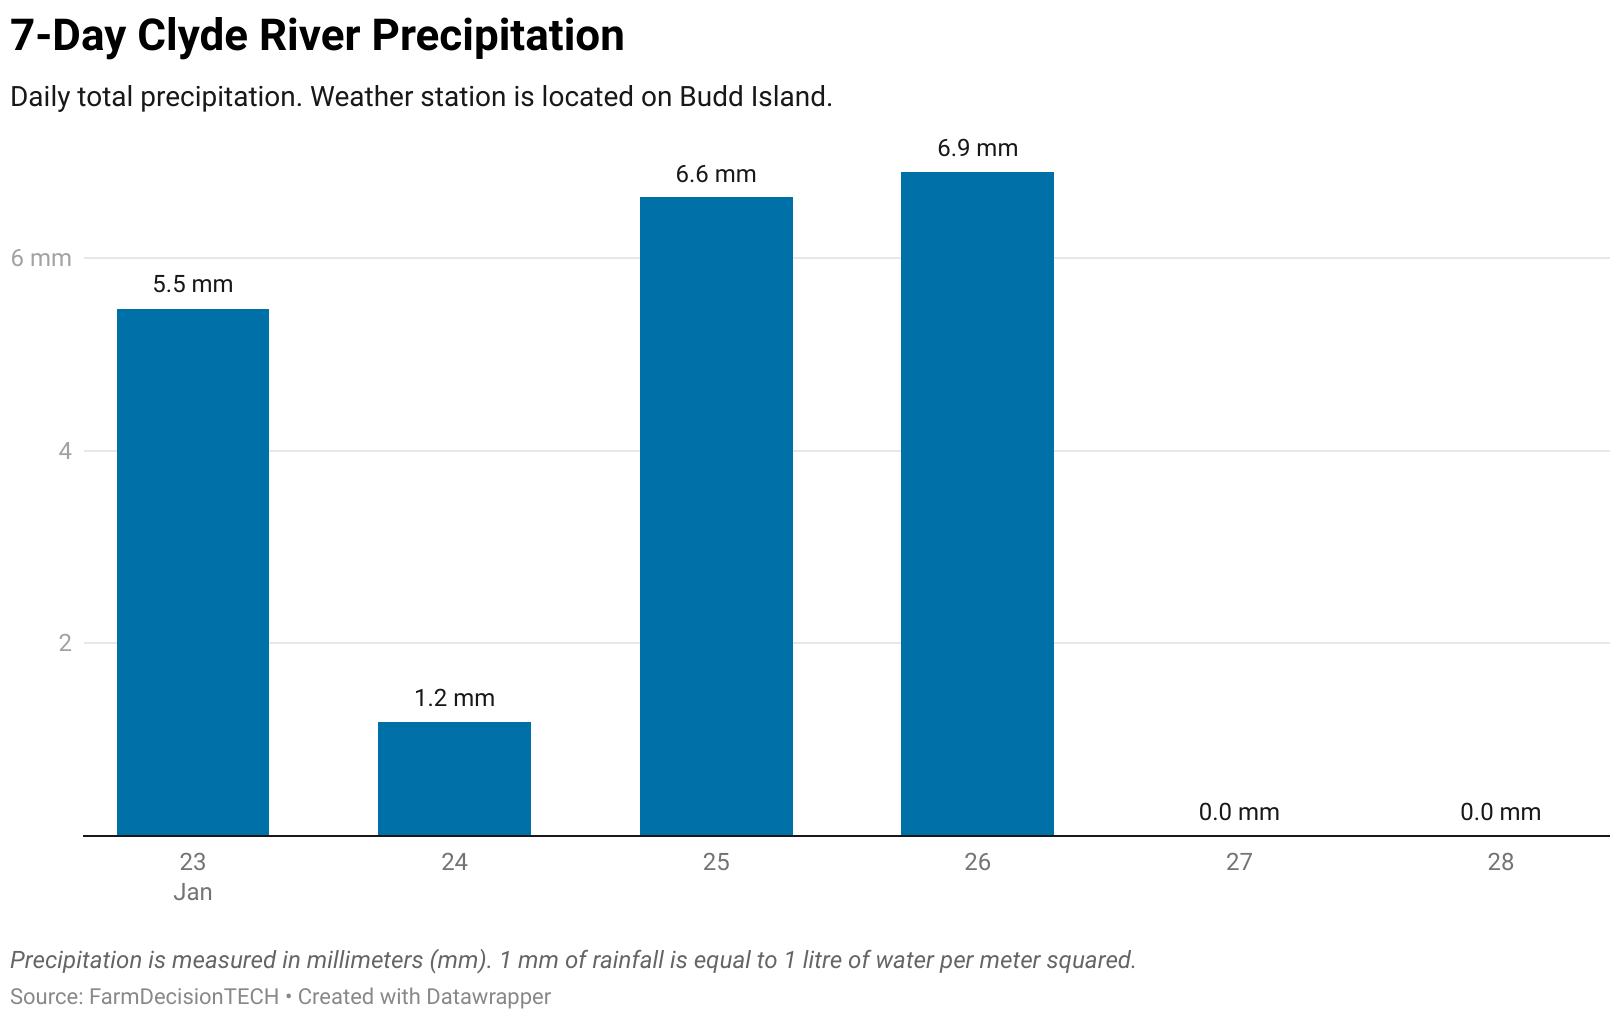 7-Day Clyde River Precipitation
Daily total precipitation. Weather station is located on Budd Island.
6.9 mm
6.6 mm
6 mm
5.5 mm
4
2
1.2 mm
0.0 mm 0.0 mm
23 24 25 26 27 28
Jan
Precipitation is measured in millimeters (mm). 1 mm of rainfall is equal to 1 litre of water per meter squared.
Source: FarmDecisionTECH • Created with Datawrapper